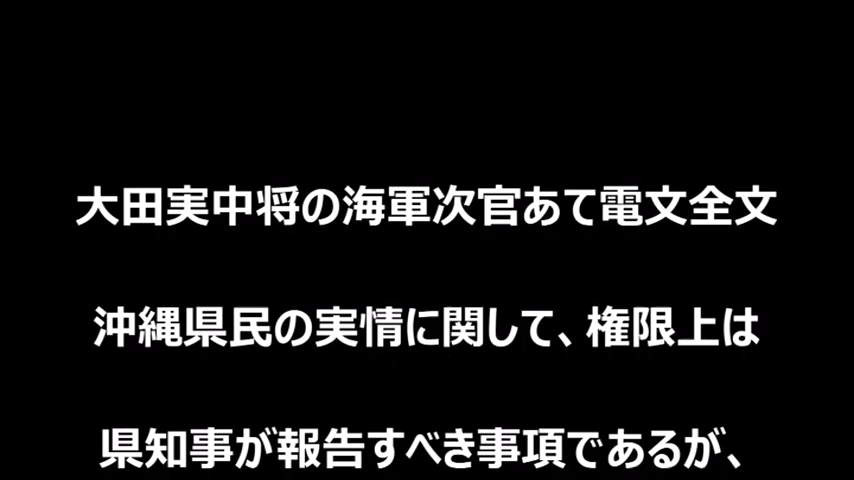 大田実中将の海軍次官あて電文全文
沖縄県民の実情に関して、権限上は
県知事が報告すべき事項であるが、